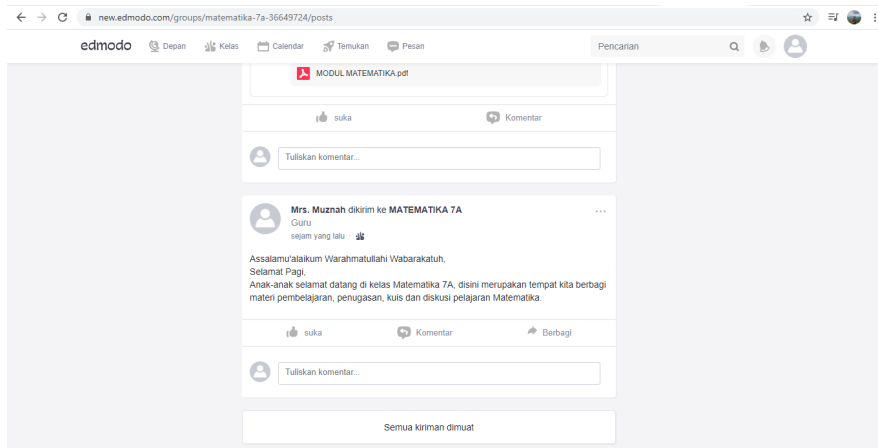 new.edmodo.com/groups/matematika-7a-36649724/posts
edmodo Depan Kelas Calendar Temukan Pesan Pencarian
MODUL MATEMATIKA.pdf
suka Komentar
Tuliskan komentar...
Mrs. Muznah dikirim ke MATEMATIKA 7A
Guru
sejam yang lalu ·
Assalamu'alaikum Warahmatullahi Wabarakatuh,
Selamat Pagi,
Anak-anak selamat datang di kelas Matematika 7A, disini merupakan tempat kita berbagi
materi pembelajaran, penugasan, kuis dan diskusi pelajaran Matematika.
suka Komentar Berbagi
Tuliskan komentar...
Semua kiriman dimuat